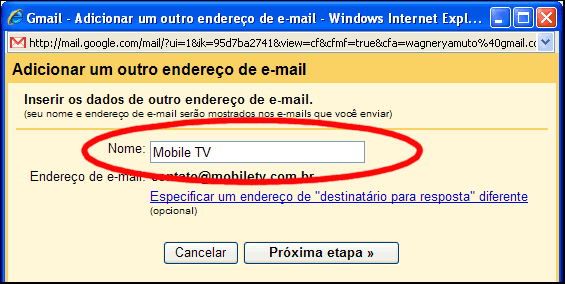 Gmail - Adicionar um outro endereço de e-mail - Windows Internet Expl...
http://mail.google.com/mail/?ui=1&ik=95d7ba2741&view=cf&cfmf=true&cfa=wagneryamuto%40gmail.co
Adicionar um outro endereço de e-mail
Inserir os dados de outro endereço de e-mail.
(seu nome e endereço de e-mail serão mostrados nos e-mails que você enviar)
Nome: Mobile TV
Endereço de e-mail: contato@mobiletv.com.br
Especificar um endereço de "destinatário para resposta" diferente
(opcional)
Cancelar Próxima etapa »